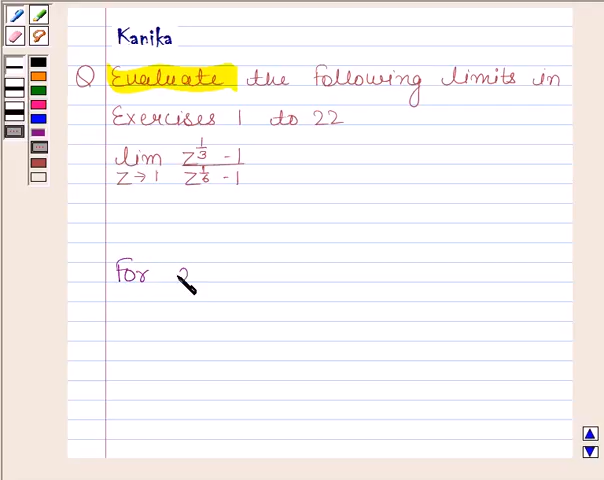 Kanika
Q Evaluate the following limits in
Exercises 1 to 22
lim z→1 (z^(1/3) - 1)/(z^(1/6) - 1)
For